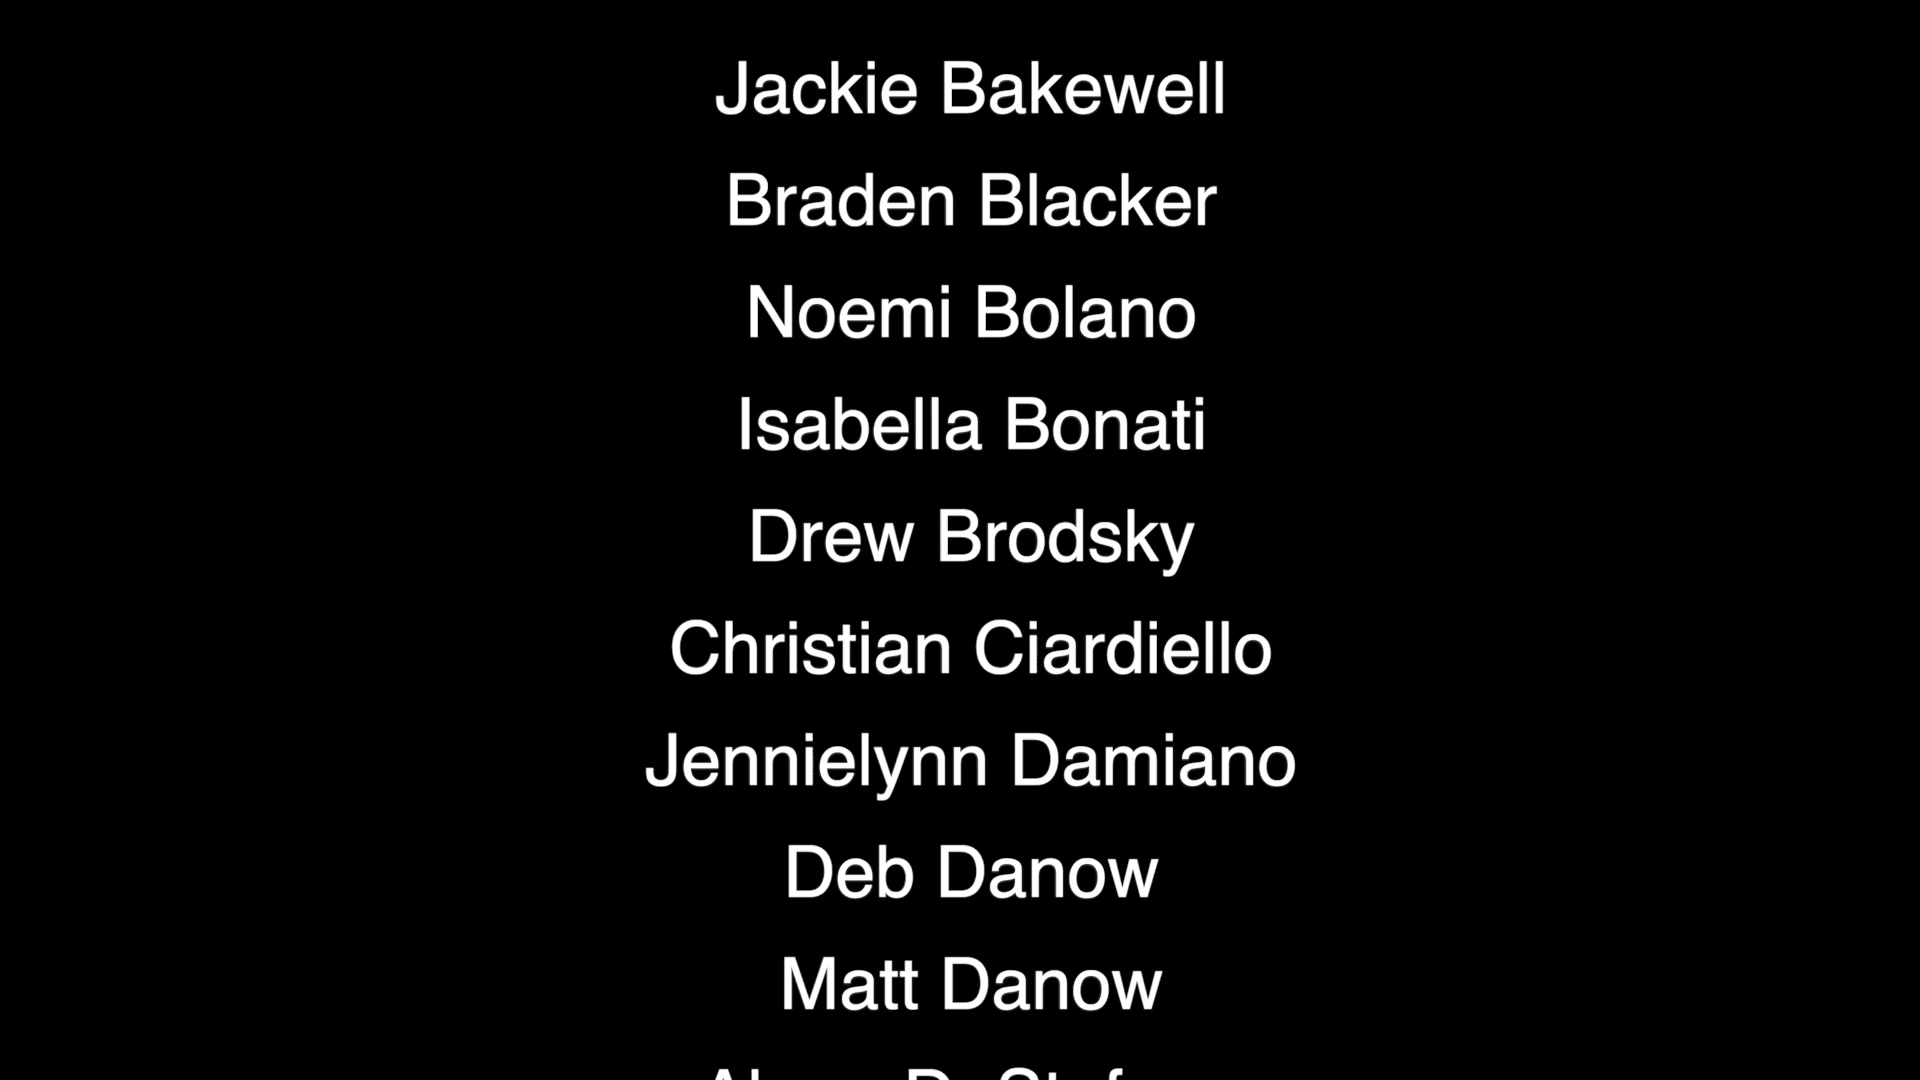 Jackie Bakewell
Braden Blacker
Noemi Bolano
Isabella Bonati
Drew Brodsky
Christian Ciardiello
Jennielynn Damiano
Deb Danow
Matt Danow